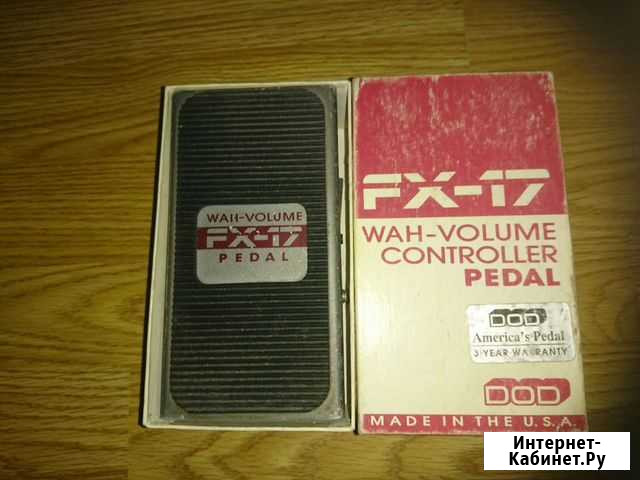 WAH-VOLUME
FX-17
PEDAL
FX-17
WAH-VOLUME
CONTROLLER
PEDAL
DOD
America's Pedal
3-YEAR WARRANTY
DOD
MADE IN THE U.S.A.
Интернет-
Кабинет.Ру